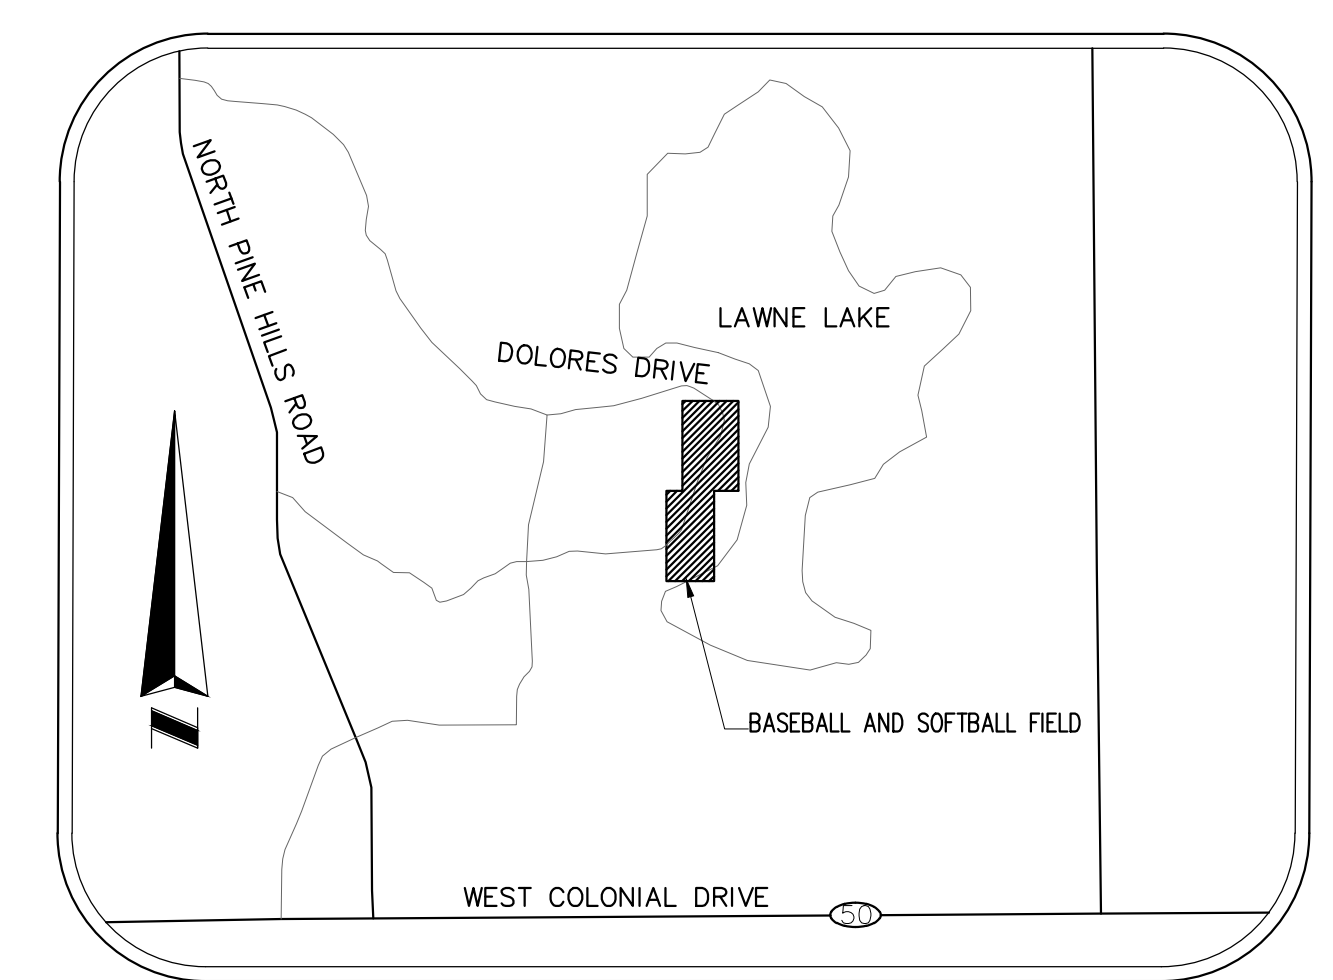 NORTH PINE HILLS ROAD
LAWNE LAKE
DOLORES DRIVE
N
BASEBALL AND SOFTBALL FIELD
WEST COLONIAL DRIVE
50